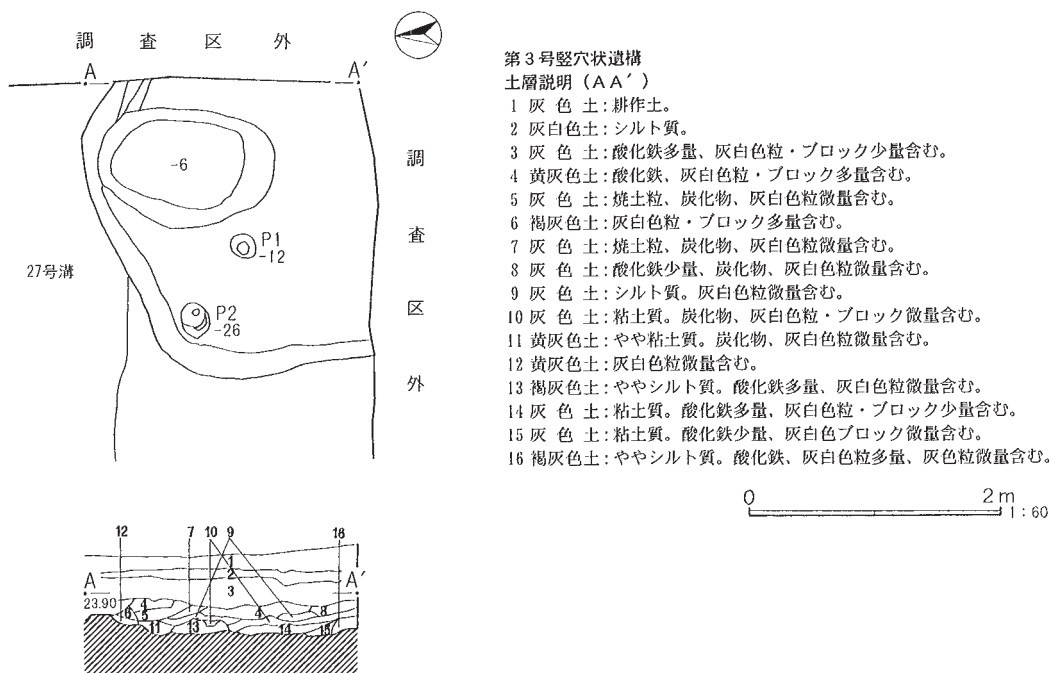 調査区外
A A′
-6
P1
-12
P2
-26
27号溝
調査区外
第3号竪穴状遺構
土層説明（AA′）
1 灰色土：耕作土。
2 灰白色土：シルト質。
3 灰色土：酸化鉄多量、灰白色粒・ブロック少量含む。
4 黄灰色土：酸化鉄、灰白色粒・ブロック多量含む。
5 灰色土：焼土粒、炭化物、灰白色粒微量含む。
6 褐灰色土：灰白色粒・ブロック多量含む。
7 灰色土：焼土粒、炭化物、灰白色粒微量含む。
8 灰色土：酸化鉄少量、炭化物、灰白色粒微量含む。
9 灰色土：シルト質。灰白色粒微量含む。
10 灰色土：粘土質。炭化物、灰白色粒・ブロック微量含む。
11 黄灰色土：やや粘土質。炭化物、灰白色粒微量含む。
12 黄灰色土：灰白色粒微量含む。
13 褐灰色土：ややシルト質。酸化鉄多量、灰白色粒微量含む。
14 灰色土：粘土質。酸化鉄多量、灰白色粒・ブロック少量含む。
15 灰色土：粘土質。酸化鉄少量、灰白色ブロック微量含む。
16 褐灰色土：ややシルト質。酸化鉄、灰白色粒多量、灰色粒微量含む。
0 2m
1：60
12 7 10 9 16
1
2
A 3 A′
23.90
4
6 5 4 8
11 13 14 15